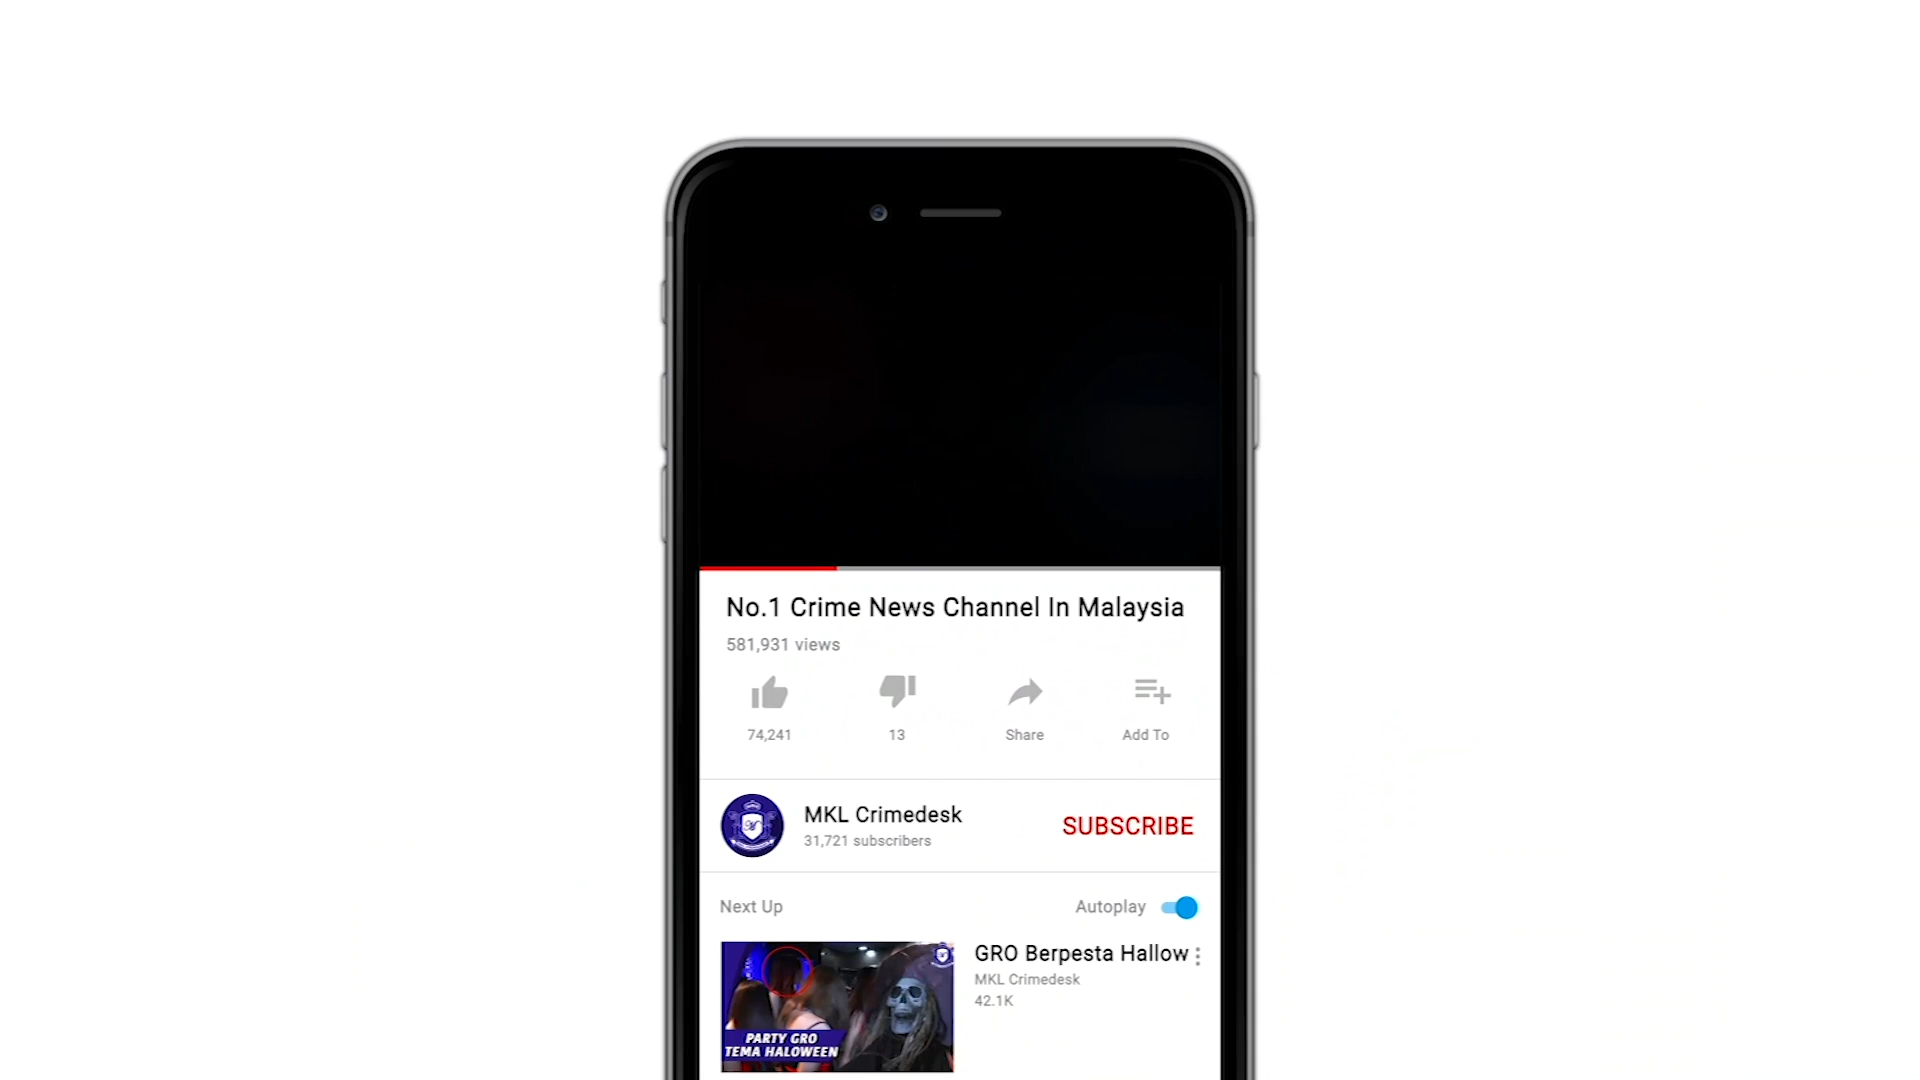 No.1 Crime News Channel In Malaysia
581,931 views
74,241
13
Share
Add To
MKL Crimedesk
31,721 subscribers
SUBSCRIBE
Next Up
Autoplay
GRO Berpesta Hallow
MKL Crimedesk
42.1K
PARTY GRO
TEMA HALOWEEN